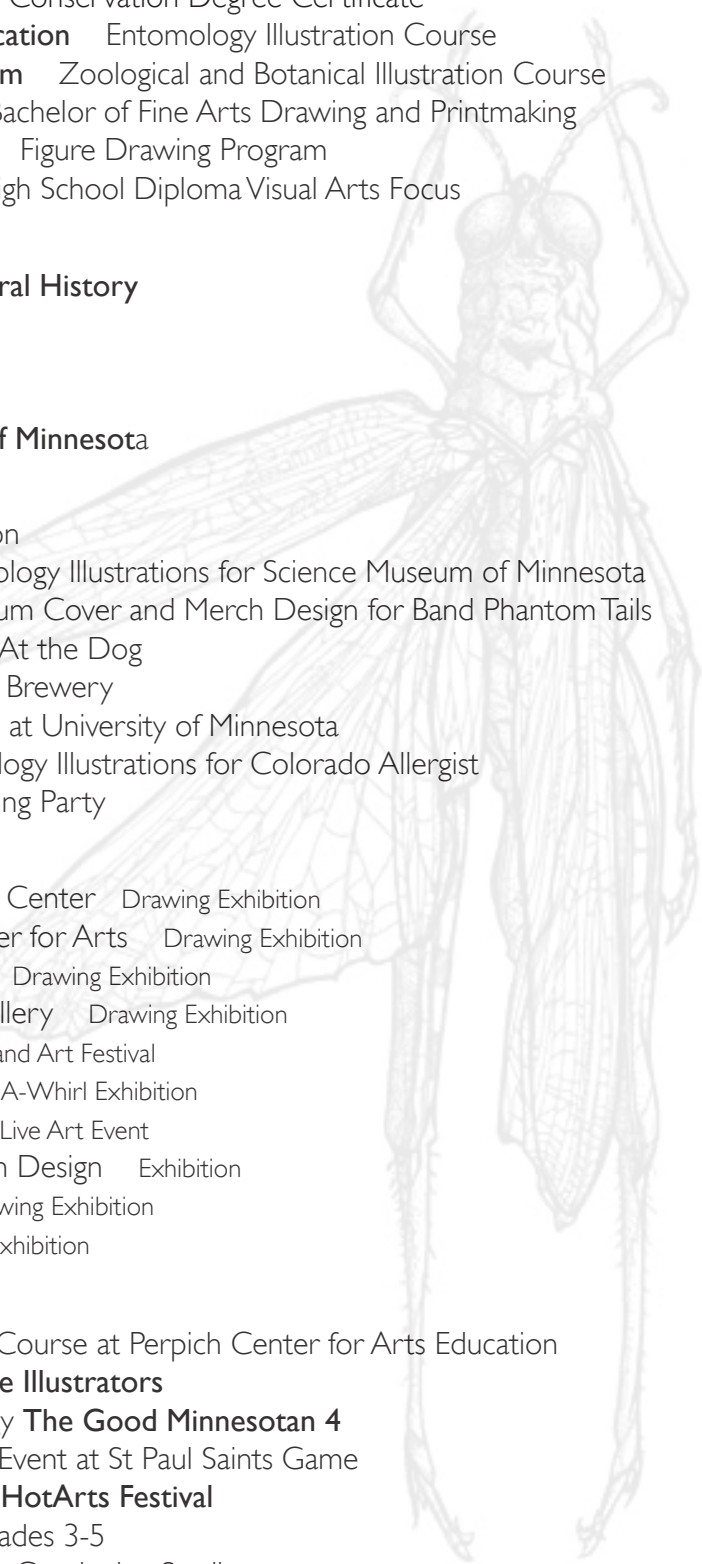 Conservation Degree Certificate
cation Entomology Illustration Course
m Zoological and Botanical Illustration Course
Bachelor of Fine Arts Drawing and Printmaking
Figure Drawing Program
igh School Diploma Visual Arts Focus
ral History
of Minnesota
on
ology Illustrations for Science Museum of Minnesota
um Cover and Merch Design for Band Phantom Tails
At the Dog
Brewery
at University of Minnesota
logy Illustrations for Colorado Allergist
ng Party
Center Drawing Exhibition
er for Arts Drawing Exhibition
Drawing Exhibition
llery Drawing Exhibition
and Art Festival
A-Whirl Exhibition
Live Art Event
n Design Exhibition
wing Exhibition
xhibition
Course at Perpich Center for Arts Education
e Illustrators
y The Good Minnesotan 4
Event at St Paul Saints Game
HotArts Festival
ades 3-5